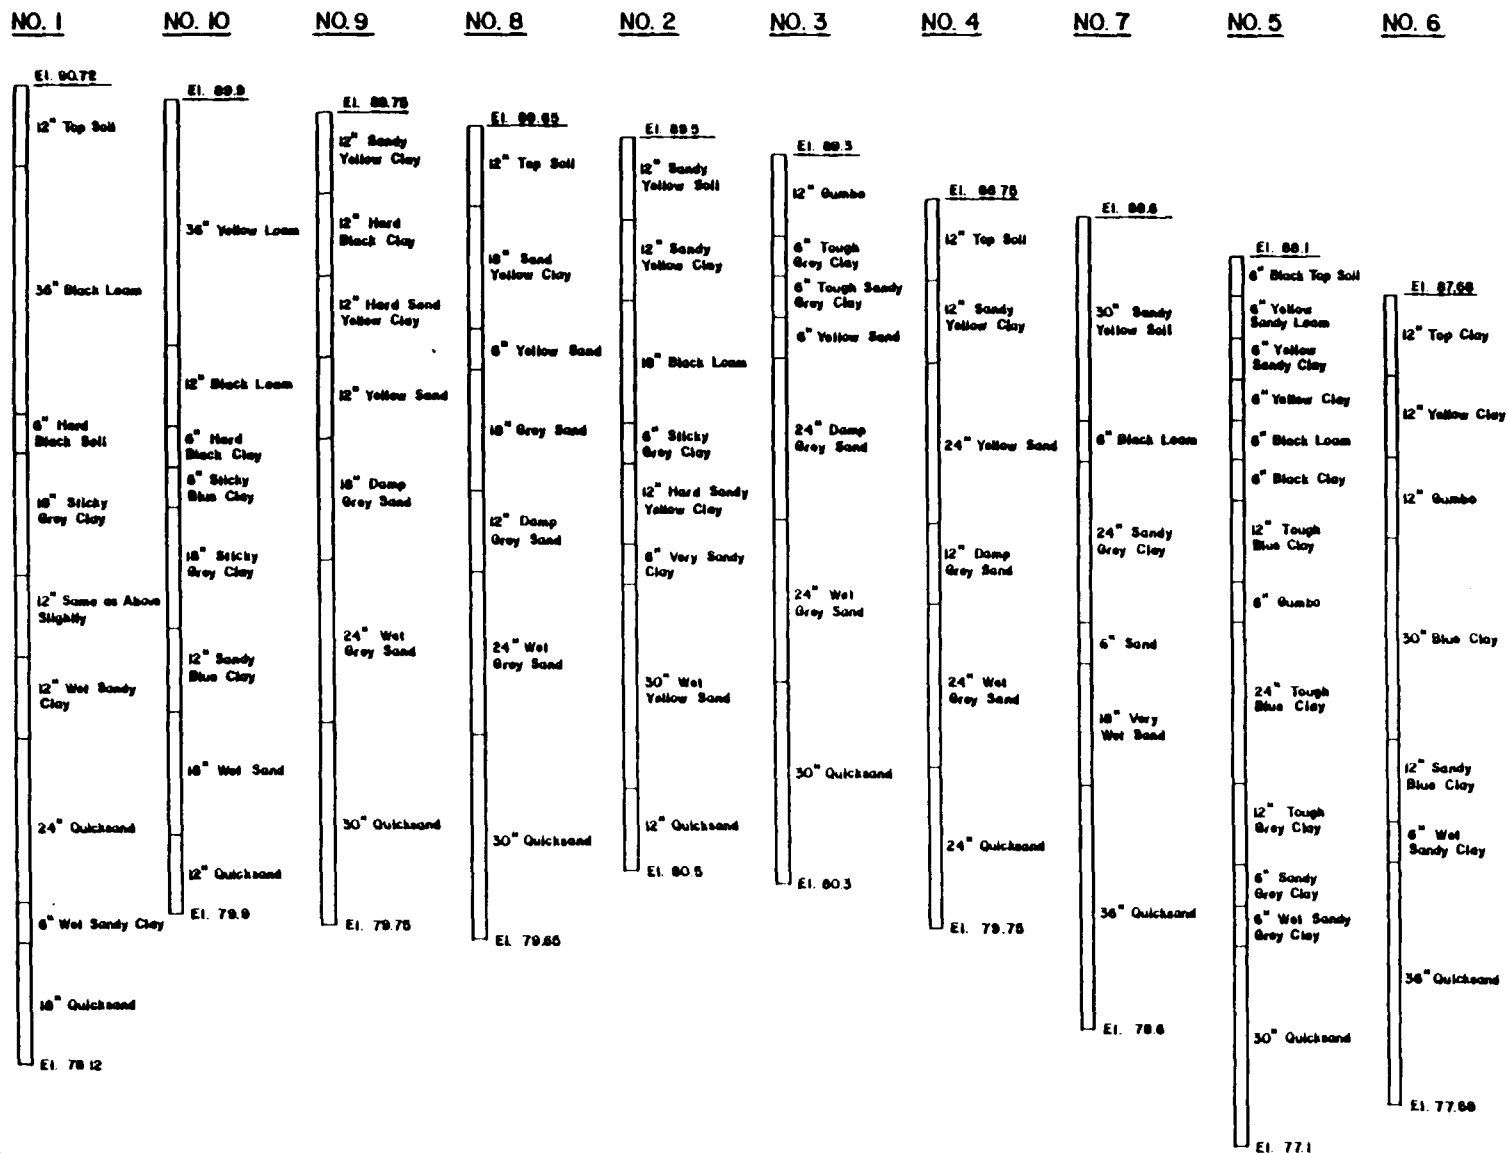 NO. 1
NO. 10
NO. 9
NO. 8
NO. 2
NO. 3
NO. 4
NO. 7
NO. 5
NO. 6
El. 90.72
12" Top Soil
36" Black Loam
6" Hard
Black Soil
18" Sticky
Grey Clay
12" Same as Above
Slightly
12" Wet Sandy
Clay
24" Quicksand
6" Wet Sandy Clay
18" Quicksand
El. 78.12
El. 89.9
36" Yellow Loam
12" Black Loam
6" Hard
Black Clay
6" Sticky
Blue Clay
18" Sticky
Grey Clay
12" Sandy
Blue Clay
18" Wet Sand
12" Quicksand
El. 79.9
El. 89.75
12" Sandy
Yellow Clay
12" Hard
Black Clay
12" Hard Sand
Yellow Clay
12" Yellow Sand
18" Damp
Grey Sand
24" Wet
Grey Sand
30" Quicksand
El. 79.75
El. 89.65
12" Top Soil
18" Sand
Yellow Clay
6" Yellow Sand
18" Grey Sand
12" Damp
Grey Sand
24" Wet
Grey Sand
30" Quicksand
El. 79.65
El. 89.5
12" Sandy
Yellow Soil
12" Sandy
Yellow Clay
18" Black Loam
6" Sticky
Grey Clay
12" Hard Sandy
Yellow Clay
6" Very Sandy
Clay
30" Wet
Yellow Sand
12" Quicksand
El. 80.5
El. 89.3
12" Gumbo
6" Tough
Grey Clay
6" Tough Sandy
Grey Clay
6" Yellow Sand
24" Damp
Grey Sand
24" Wet
Grey Sand
30" Quicksand
El. 80.3
El. 88.75
12" Top Soil
12" Sandy
Yellow Clay
24" Yellow Sand
12" Damp
Grey Sand
24" Wet
Grey Sand
24" Quicksand
El. 79.75
El. 88.6
30" Sandy
Yellow Soil
6" Black Loam
24" Sandy
Grey Clay
6" Sand
18" Very
Wet Sand
36" Quicksand
El. 78.6
El. 88.1
6" Black Top Soil
6" Yellow
Sandy Loam
6" Yellow
Sandy Clay
6" Yellow Clay
6" Black Loam
6" Black Clay
12" Tough
Blue Clay
6" Gumbo
24" Tough
Blue Clay
12" Tough
Grey Clay
6" Sandy
Grey Clay
6" Wet Sandy
Grey Clay
30" Quicksand
El. 77.1
El. 87.68
12" Top Clay
12" Yellow Clay
12" Gumbo
30" Blue Clay
12" Sandy
Blue Clay
6" Wet
Sandy Clay
36" Quicksand
El. 77.68